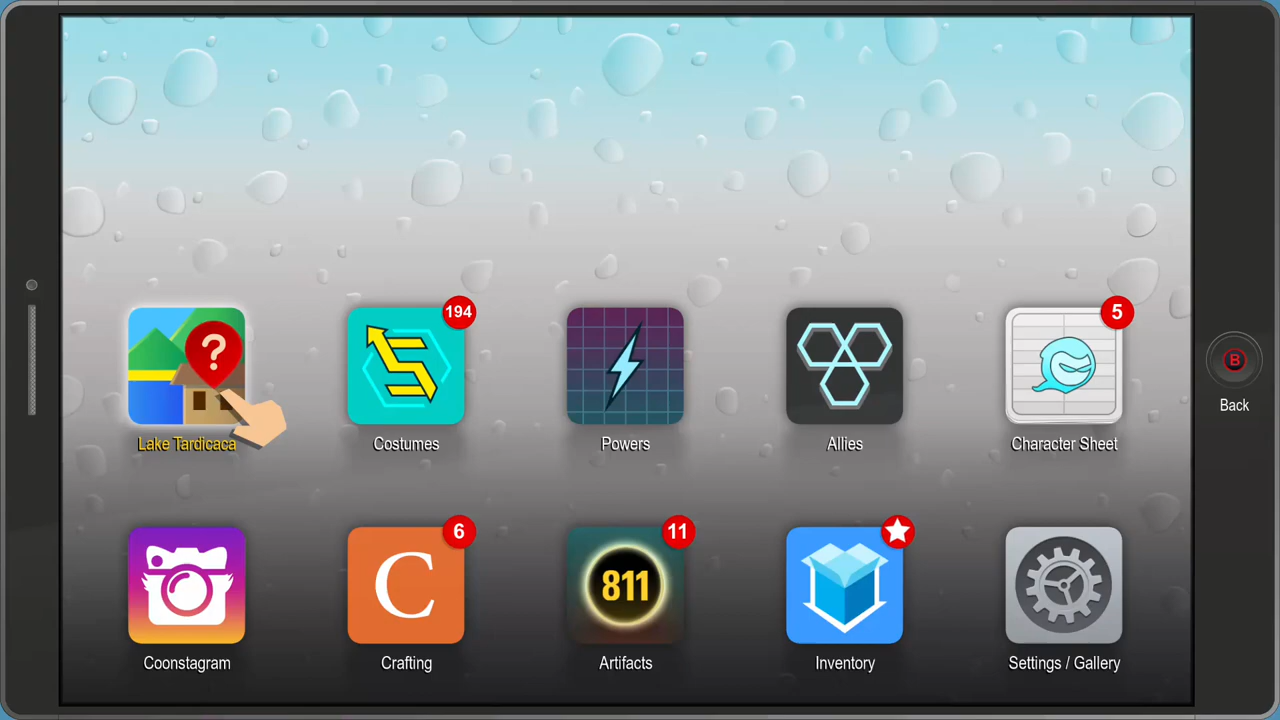 194
5
?
B
Back
Lake Tardicaca
Costumes
Powers
Allies
Character Sheet
6
11
C
811
Coonstagram
Crafting
Artifacts
Inventory
Settings / Gallery